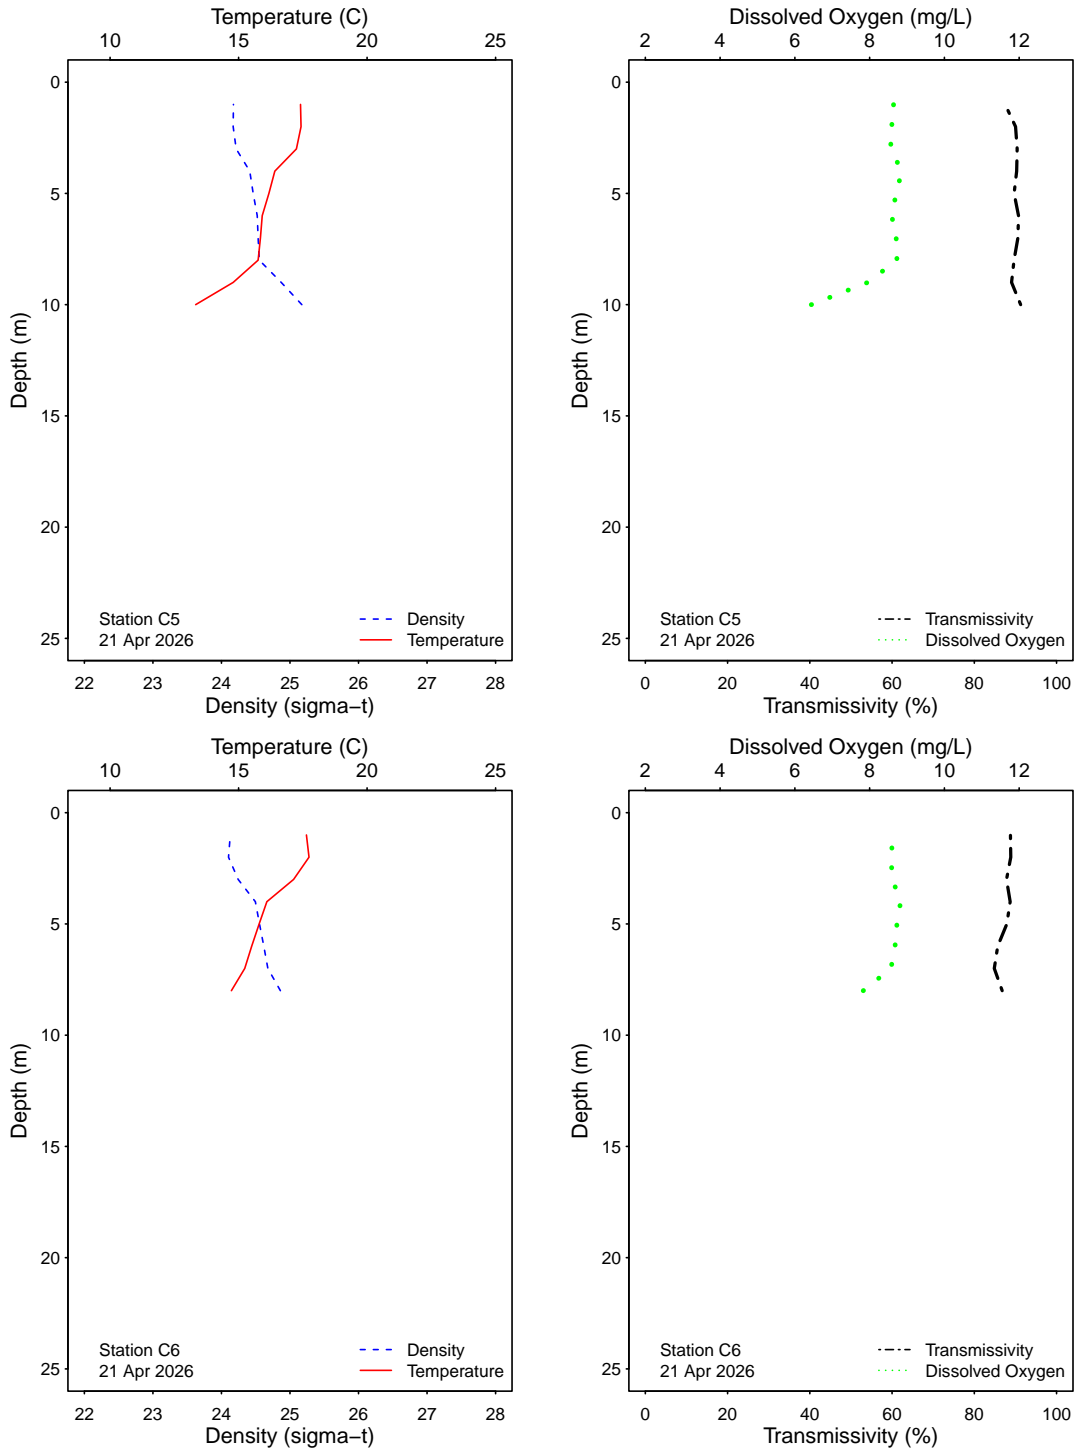 Temperature (C)
10 15 20 25
0
5
10
15
20
25
Depth (m)
Station C5
21 Apr 2026
Density
Temperature
22 23 24 25 26 27 28
Density (sigma−t)
Dissolved Oxygen (mg/L)
2 4 6 8 10 12
0
5
10
15
20
25
Depth (m)
Station C5
21 Apr 2026
Transmissivity
Dissolved Oxygen
0 20 40 60 80 100
Transmissivity (%)
Temperature (C)
10 15 20 25
0
5
10
15
20
25
Depth (m)
Station C6
21 Apr 2026
Density
Temperature
22 23 24 25 26 27 28
Density (sigma−t)
Dissolved Oxygen (mg/L)
2 4 6 8 10 12
0
5
10
15
20
25
Depth (m)
Station C6
21 Apr 2026
Transmissivity
Dissolved Oxygen
0 20 40 60 80 100
Transmissivity (%)